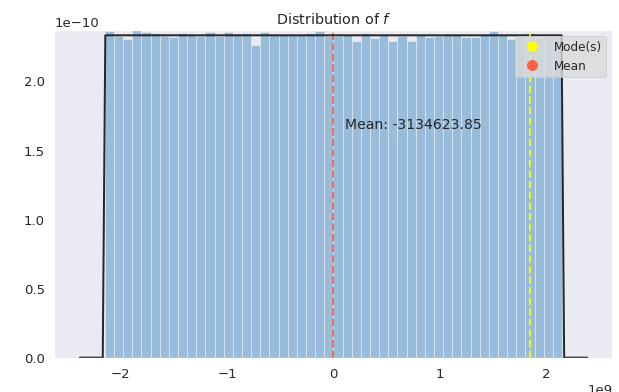 Distribution of f
1e−10
Mode(s)
Mean
2.0
Mean: -3134623.85
1.5
1.0
0.5
0.0
−2 −1 0 1 2
1e9